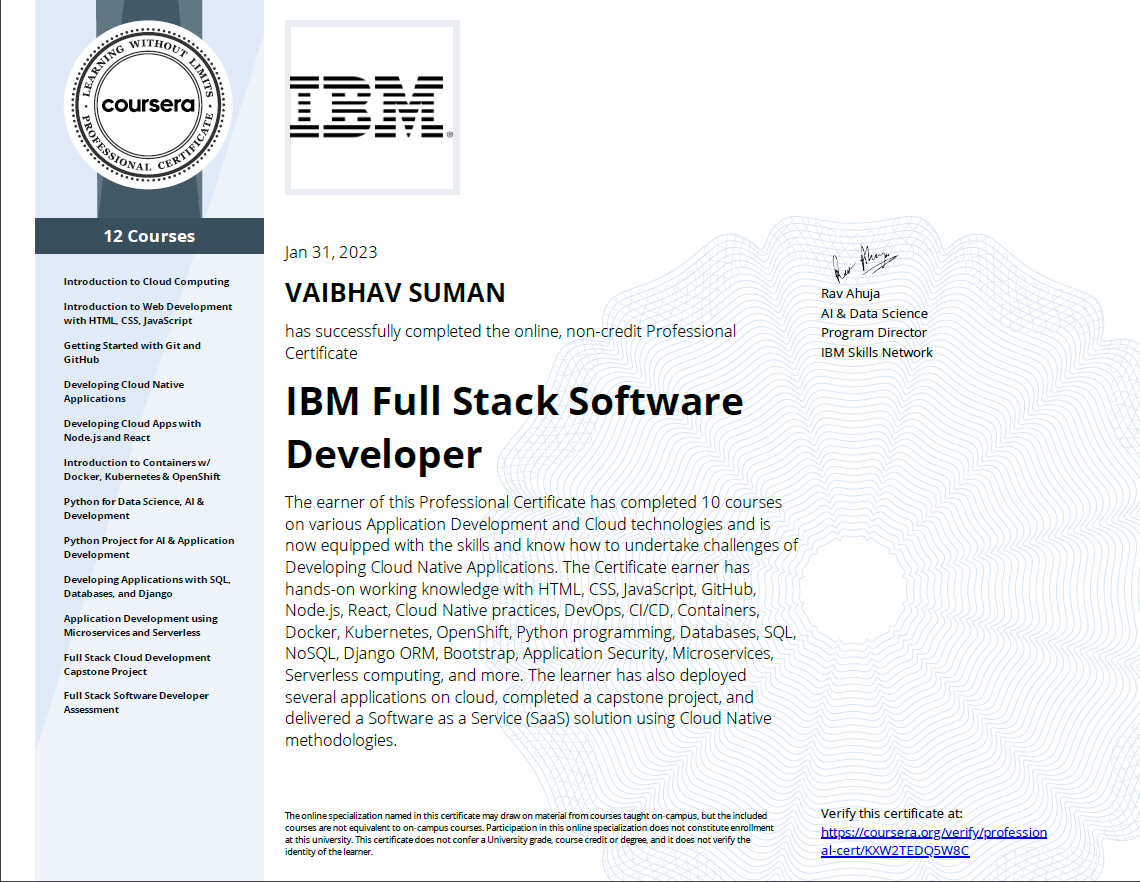 LEARNING WITHOUT LIMITS
coursera
PROFESSIONAL CERTIFICATE
12 Courses
Introduction to Cloud Computing
Introduction to Web Development
with HTML, CSS, JavaScript
Getting Started with Git and
GitHub
Developing Cloud Native
Applications
Developing Cloud Apps with
Node.js and React
Introduction to Containers w/
Docker, Kubernetes & OpenShift
Python for Data Science, AI &
Development
Python Project for AI & Application
Development
Developing Applications with SQL,
Databases, and Django
Application Development using
Microservices and Serverless
Full Stack Cloud Development
Capstone Project
Full Stack Software Developer
Assessment
IBM®
Jan 31, 2023
VAIBHAV SUMAN
has successfully completed the online, non-credit Professional
Certificate
IBM Full Stack Software
Developer
The earner of this Professional Certificate has completed 10 courses
on various Application Development and Cloud technologies and is
now equipped with the skills and know how to undertake challenges of
Developing Cloud Native Applications. The Certificate earner has
hands-on working knowledge with HTML, CSS, JavaScript, GitHub,
Node.js, React, Cloud Native practices, DevOps, CI/CD, Containers,
Docker, Kubernetes, OpenShift, Python programming, Databases, SQL,
NoSQL, Django ORM, Bootstrap, Application Security, Microservices,
Serverless computing, and more. The learner has also deployed
several applications on cloud, completed a capstone project, and
delivered a Software as a Service (SaaS) solution using Cloud Native
methodologies.
The online specialization named in this certificate may draw on material from courses taught on-campus, but the included
courses are not equivalent to on-campus courses. Participation in this online specialization does not constitute enrollment
at this university. This certificate does not confer a University grade, course credit or degree, and it does not verify the
identity of the learner.
Rav Ahuja
Rav Ahuja
AI & Data Science
Program Director
IBM Skills Network
Verify this certificate at:
https://coursera.org/verify/profession
al-cert/KXW2TEDQ5W8C